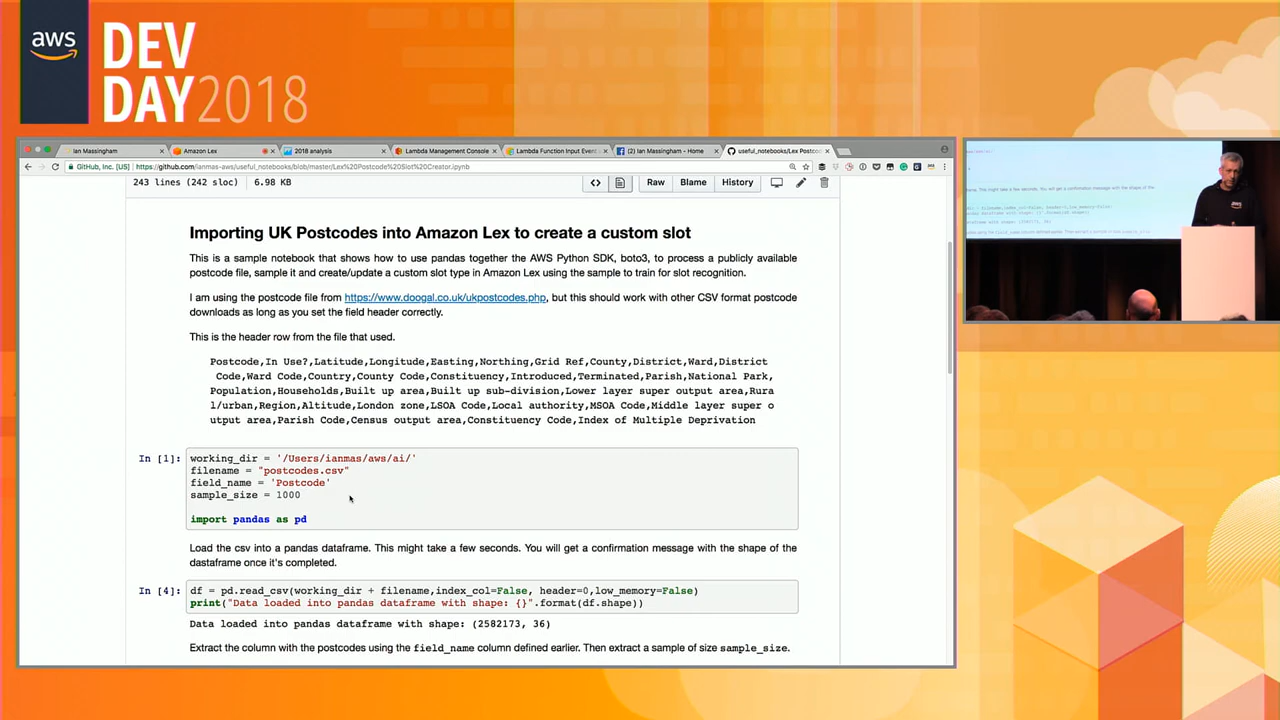 aws
DEV
DAY2018
Ian Massingham
Amazon Lex
2018 analysis
Lambda Management Console
Lambda Function Input Event
(2) Ian Massingham - Home
useful_notebooks/Lex Postcod
GitHub, Inc. [US]
https://github.com/ianmas-aws/useful_notebooks/blob/master/Lex%20Postcode%20Slot%20Creator.ipynb
243 lines (242 sloc)
6.98 KB
Raw
Blame
History
Importing UK Postcodes into Amazon Lex to create a custom slot
This is a sample notebook that shows how to use pandas together the AWS Python SDK, boto3, to process a publicly available
postcode file, sample it and create/update a custom slot type in Amazon Lex using the sample to train for slot recognition.
I am using the postcode file from https://www.doogal.co.uk/ukpostcodes.php, but this should work with other CSV format postcode
downloads as long as you set the field header correctly.
This is the header row from the file that used.
Postcode,In Use?,Latitude,Longitude,Easting,Northing,Grid Ref,County,District,Ward,District
Code,Ward Code,Country,County Code,Constituency,Introduced,Terminated,Parish,National Park,
Population,Households,Built up area,Built up sub-division,Lower layer super output area,Rura
l/urban,Region,Altitude,London zone,LSOA Code,Local authority,MSOA Code,Middle layer super o
utput area,Parish Code,Census output area,Constituency Code,Index of Multiple Deprivation
In [1]: working_dir = '/Users/ianmas/aws/ai/'
filename = "postcodes.csv"
field_name = 'Postcode'
sample_size = 1000
import pandas as pd
Load the csv into a pandas dataframe. This might take a few seconds. You will get a confirmation message with the shape of the
dastaframe once it's completed.
In [4]: df = pd.read_csv(working_dir + filename,index_col=False, header=0,low_memory=False)
print("Data loaded into pandas dataframe with shape: {}".format(df.shape))
Data loaded into pandas dataframe with shape: (2582173, 36)
Extract the column with the postcodes using the field_name column defined earlier. Then extract a sample of size sample_size.